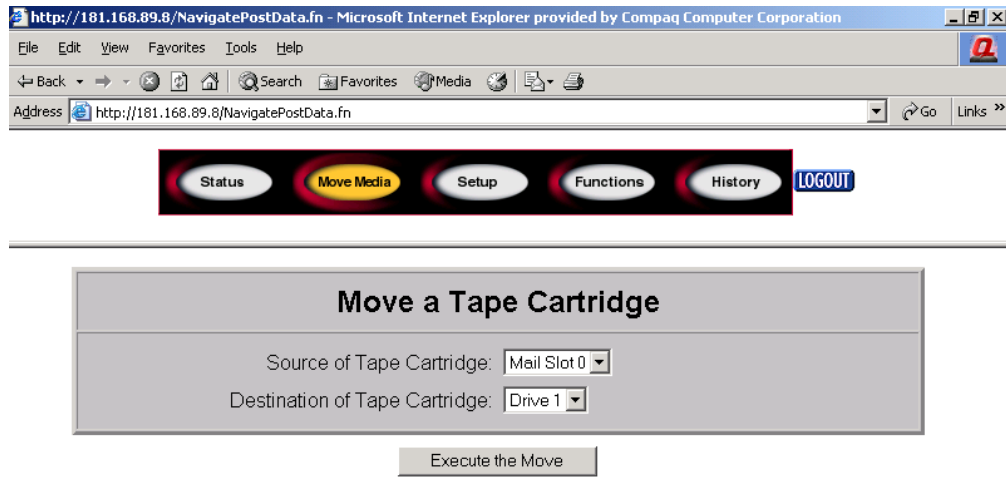 http://181.168.89.8/NavigatePostData.fn - Microsoft Internet Explorer provided by Compaq Computer Corporation
File Edit View Favorites Tools Help
Back Search Favorites Media
Address http://181.168.89.8/NavigatePostData.fn Go Links »
Status Move Media Setup Functions History LOGOUT
Move a Tape Cartridge
Source of Tape Cartridge: Mail Slot 0
Destination of Tape Cartridge: Drive 1
Execute the Move